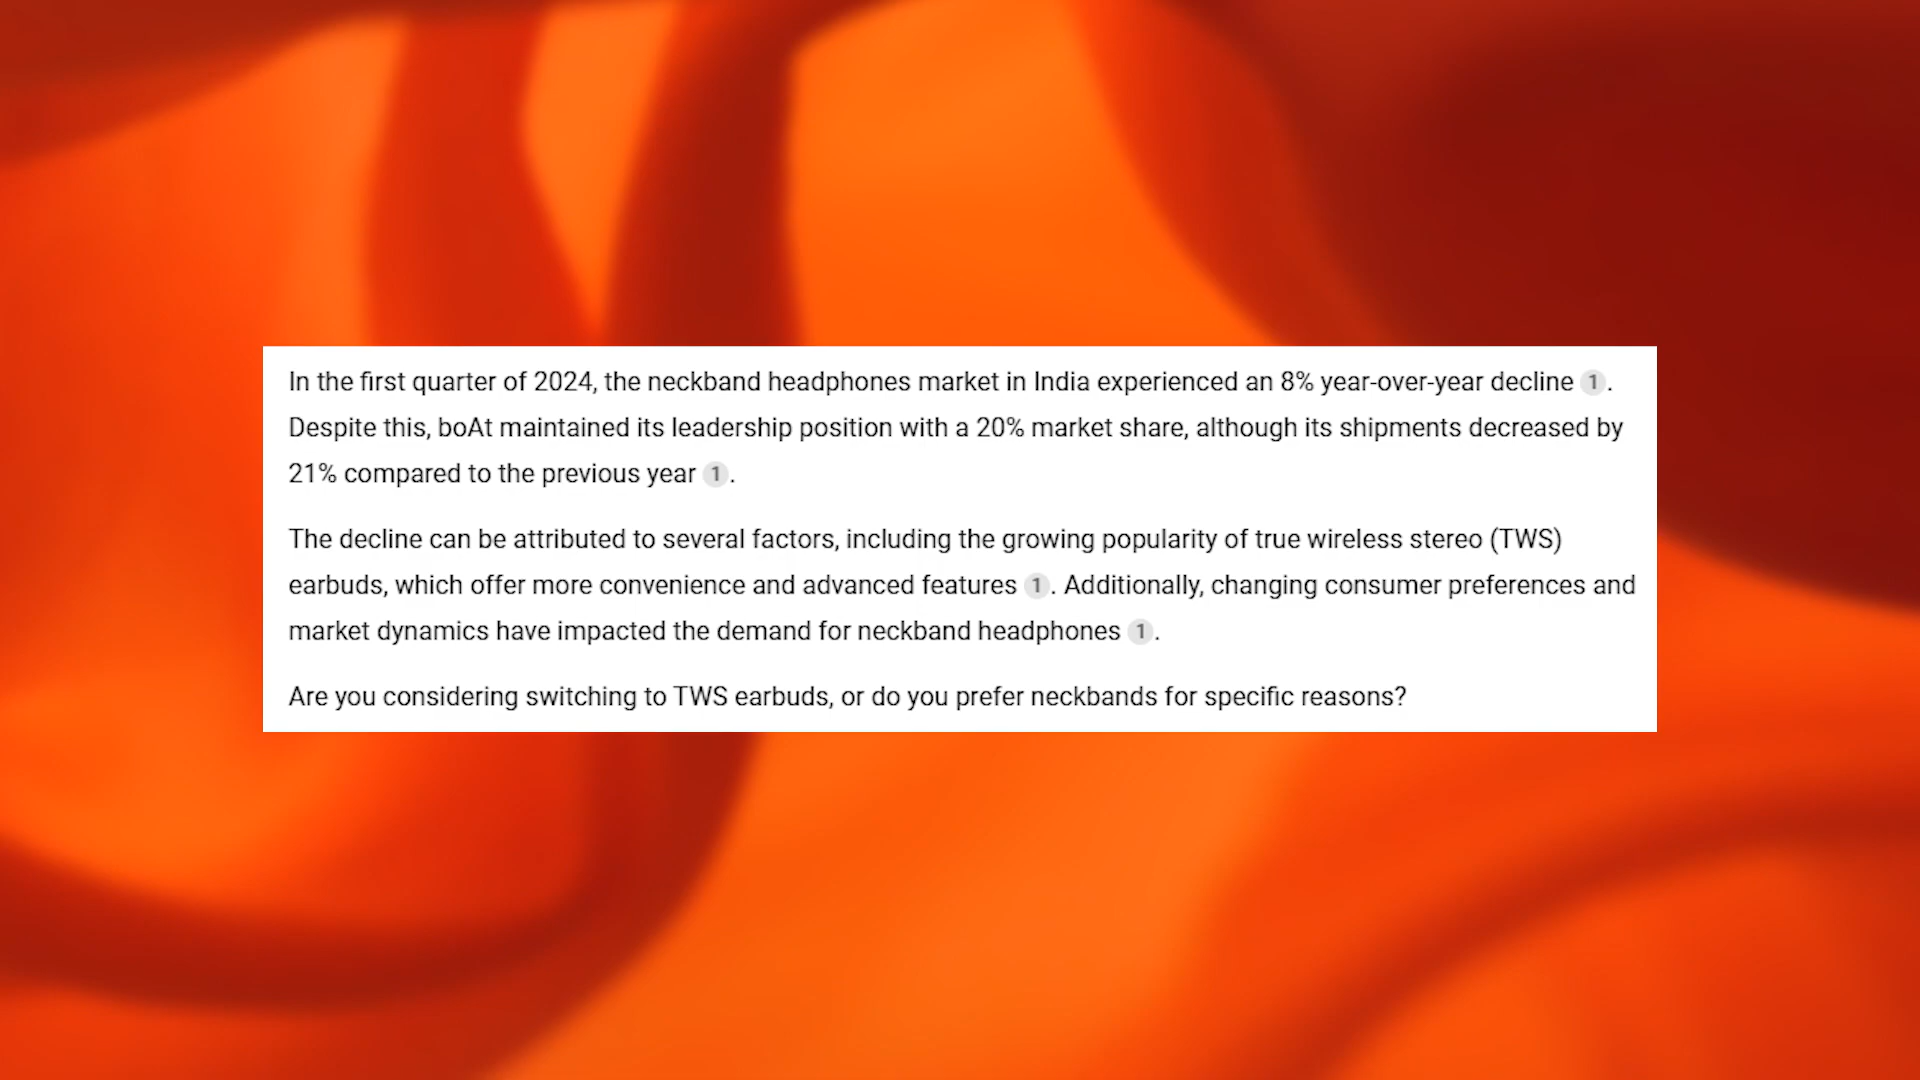 In the first quarter of 2024, the neckband headphones market in India experienced an 8% year-over-year decline 1.
Despite this, boAt maintained its leadership position with a 20% market share, although its shipments decreased by
21% compared to the previous year 1.
The decline can be attributed to several factors, including the growing popularity of true wireless stereo (TWS)
earbuds, which offer more convenience and advanced features 1. Additionally, changing consumer preferences and
market dynamics have impacted the demand for neckband headphones 1.
Are you considering switching to TWS earbuds, or do you prefer neckbands for specific reasons?